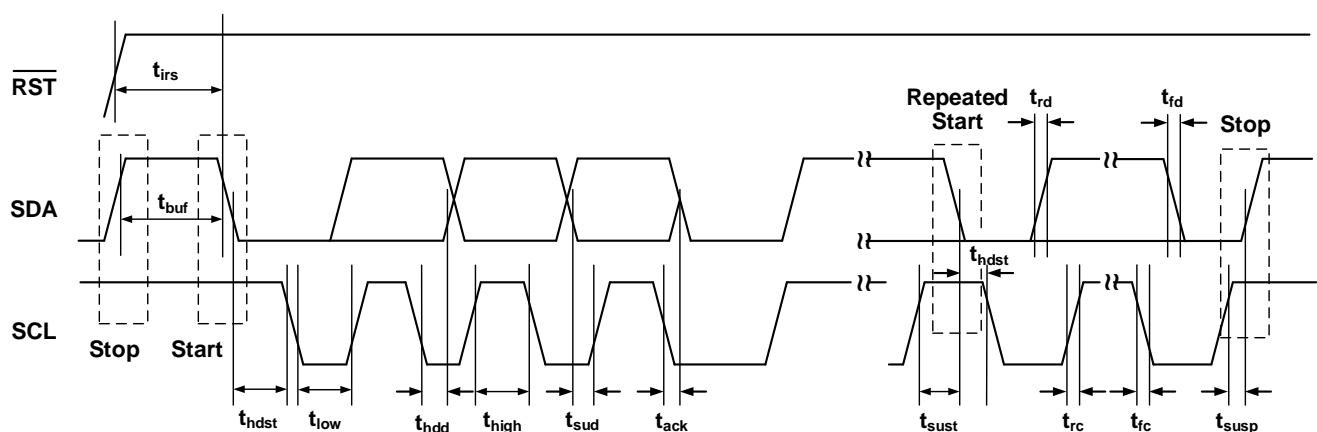 RST
t_irs
Repeated
Start
t_rd
t_fd
Stop
SDA
t_buf
t_hdst
SCL
Stop
Start
t_hdst
t_low
t_hdd
t_high
t_sud
t_ack
t_sust
t_rc
t_fc
t_susp